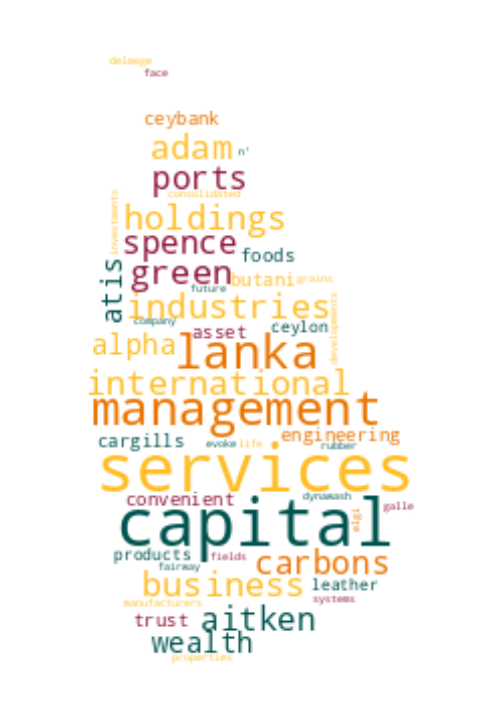 delmege
face
ceybank
adam n'
ports
consolidated
investments
holdings
spence
foods
green
butani grains
future
atis
industries
company
ceylon
developments
asset
alpha
lanka
international
management
engineering
cargills
evoke life
rubber
services
convenient
dynawash
capital
galle
elgi
products
fields
carbons
fairway
business
leather
manufacturers
systems
trust
aitken
wealth
properties